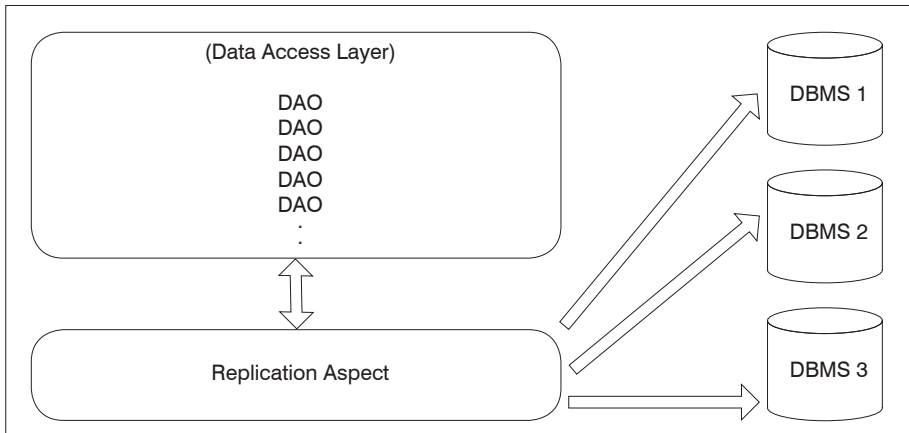 (Data Access Layer)
DAO
DAO
DAO
DAO
DAO
.
.
Replication Aspect
DBMS 1
DBMS 2
DBMS 3